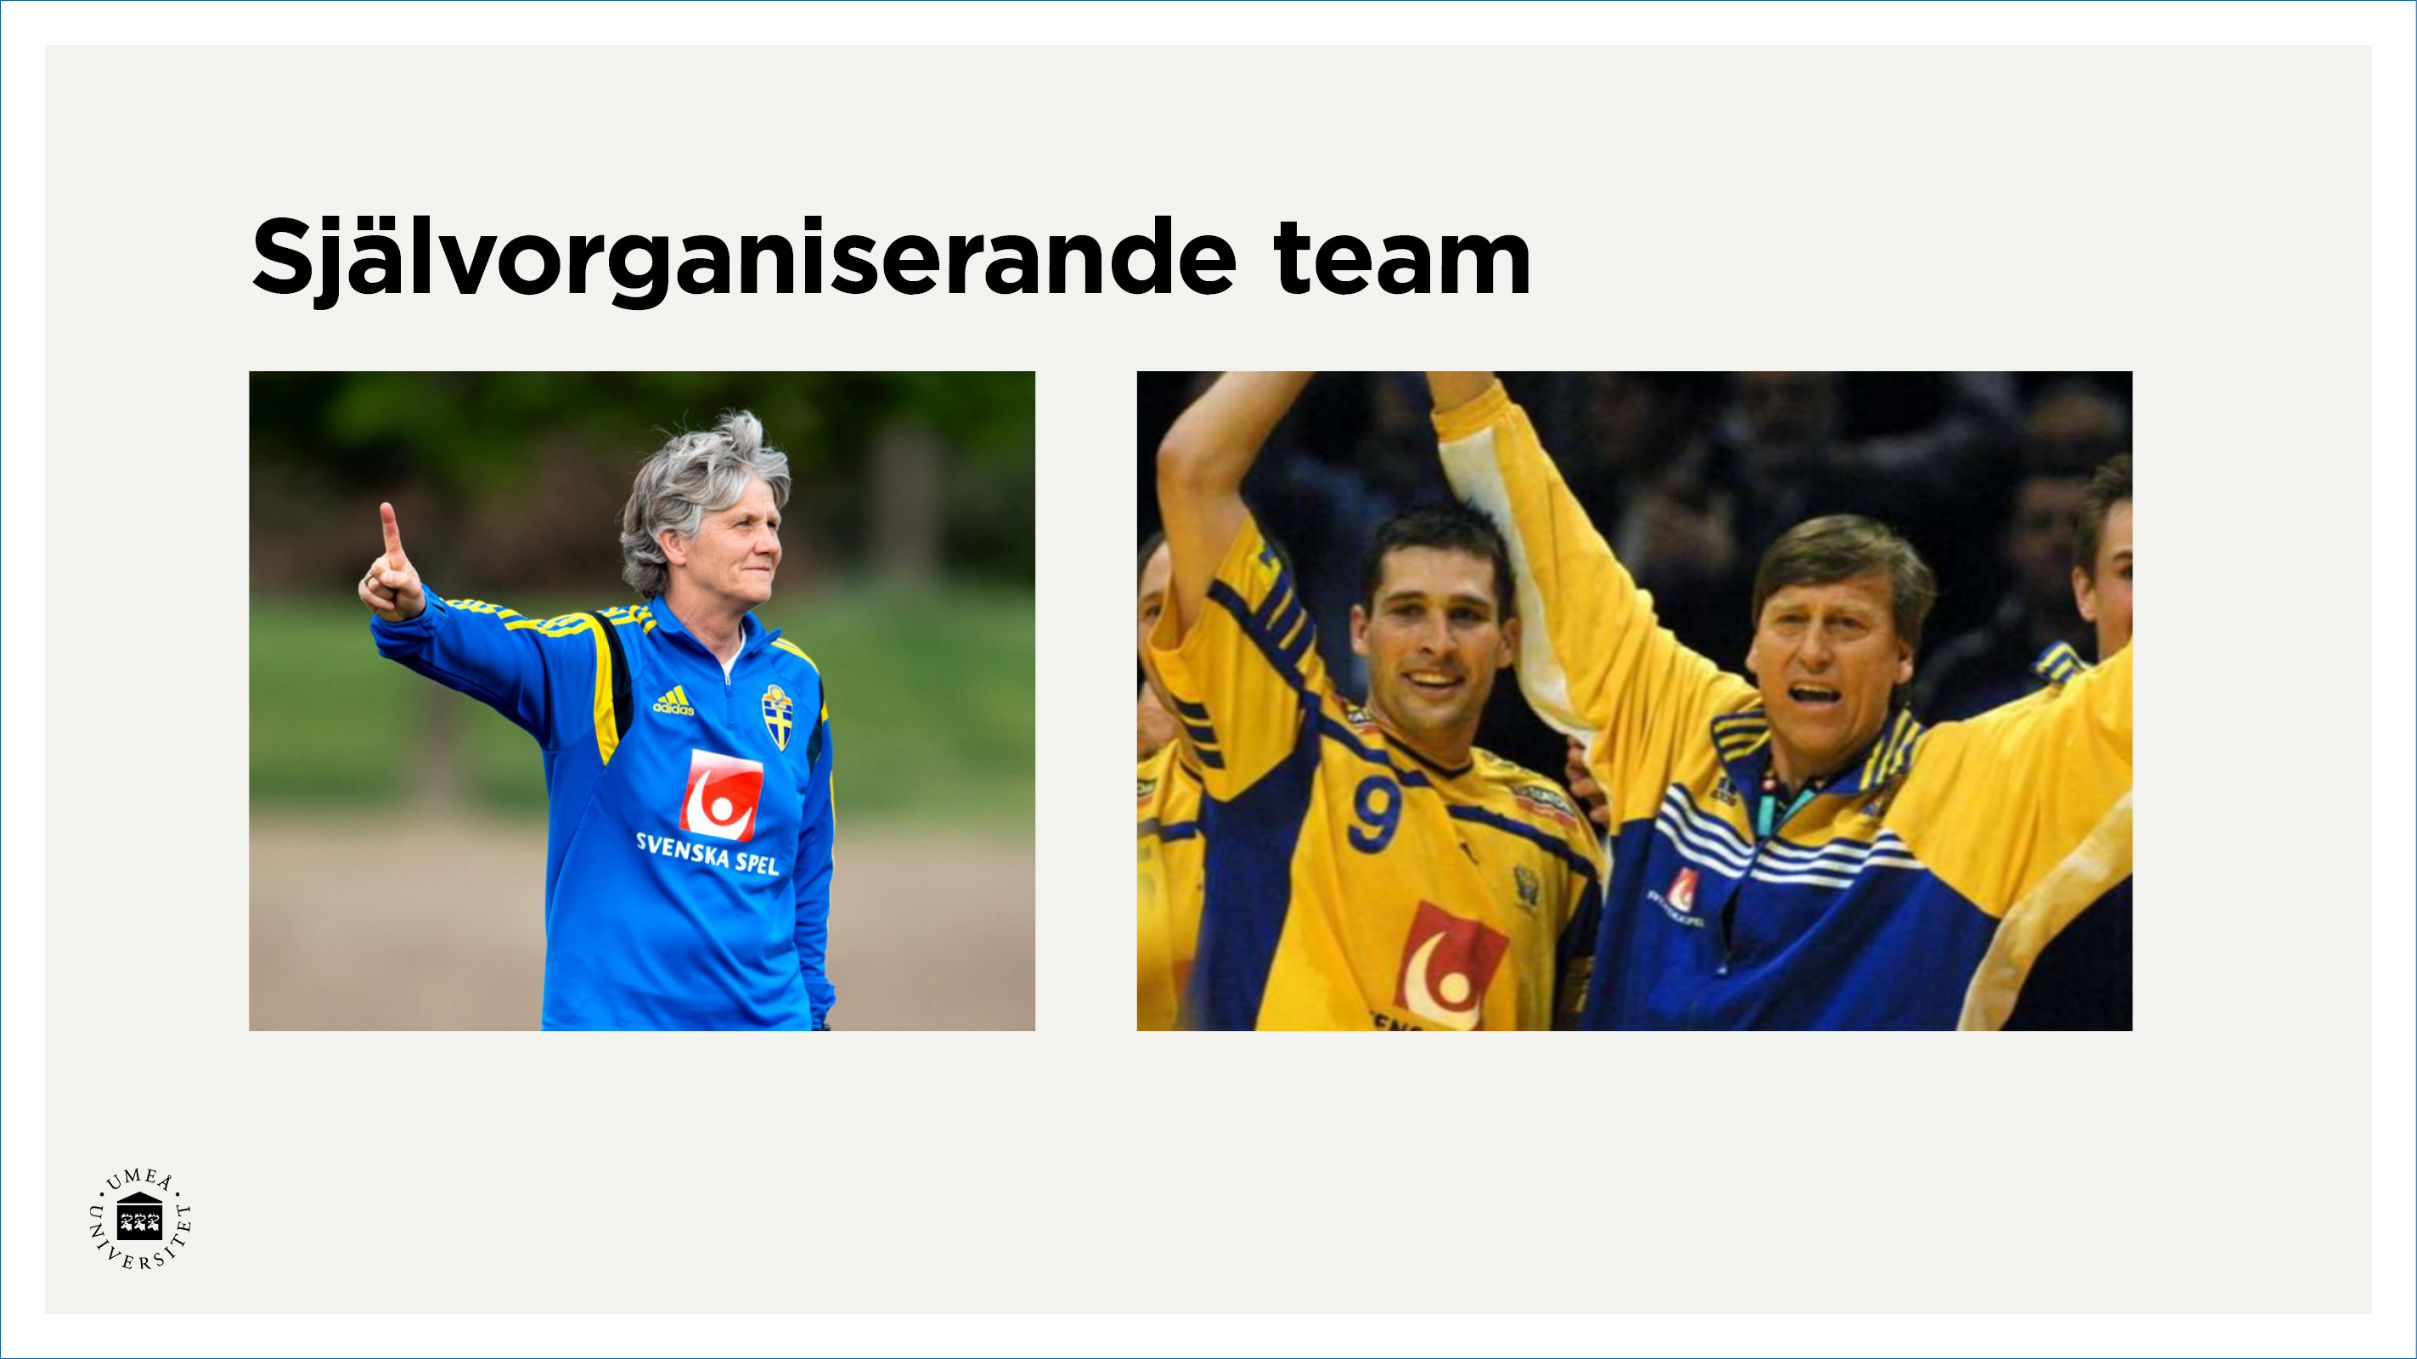 Självorganiserande team
adidas
SVENSKA SPEL
9
UMEÅ UNIVERSITET